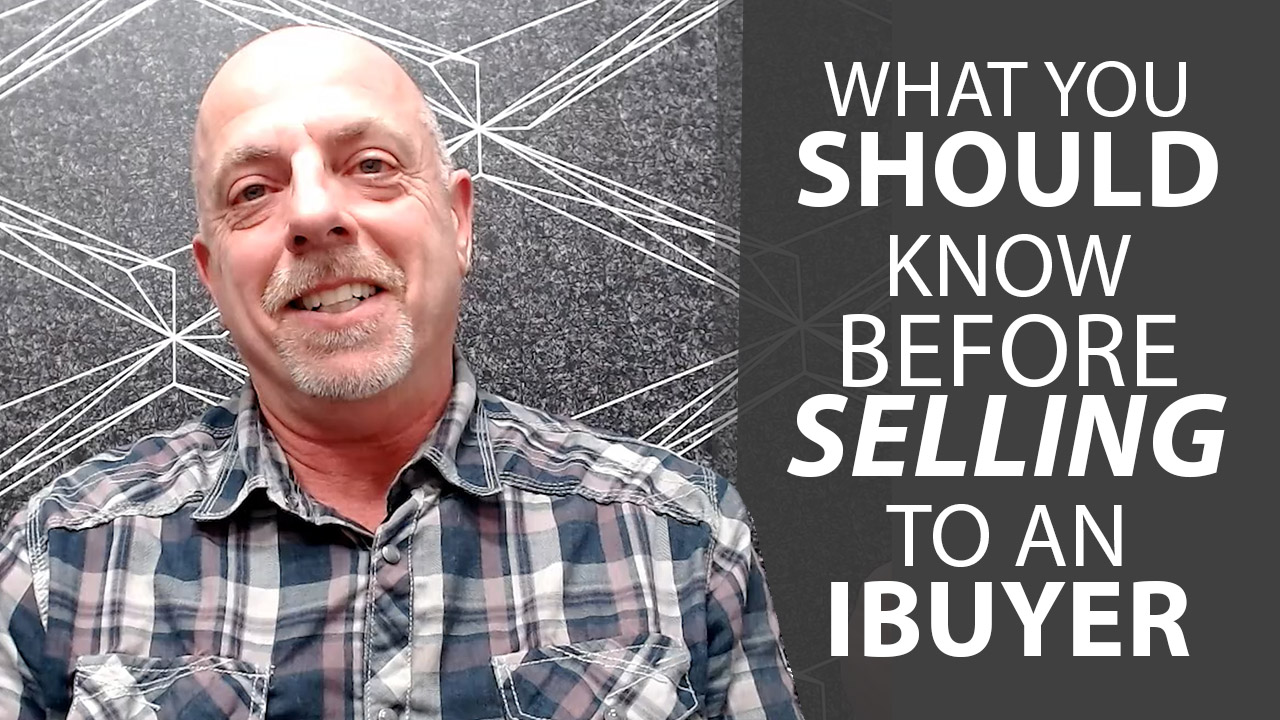 WHAT YOU
SHOULD
KNOW
BEFORE
SELLING
TO AN
IBUYER